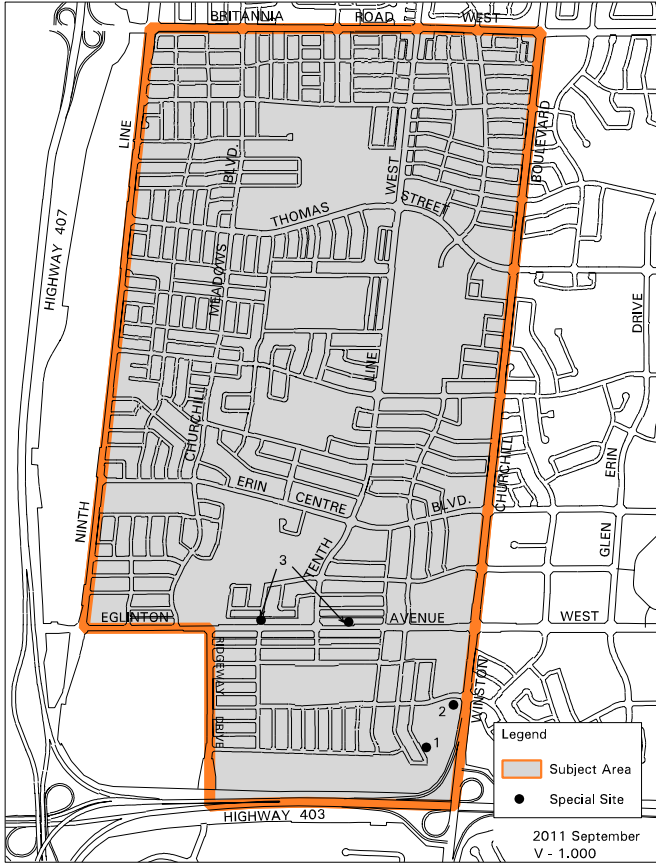 BRITANNIA ROAD WEST
LINE
BOULEVARD
BLVD.
WEST
THOMAS STREET
HIGHWAY 407
MEADOWS
DRIVE
LINE
CHURCHILL
CHURCHILL
ERIN
ERIN CENTRE BLVD.
NINTH
GLEN
TENTH
3
EGLINTON AVENUE WEST
RIDGEWAY DRIVE
WINSTON
2
1
Legend
Subject Area
Special Site
HIGHWAY 403
2011 September
V - 1.000